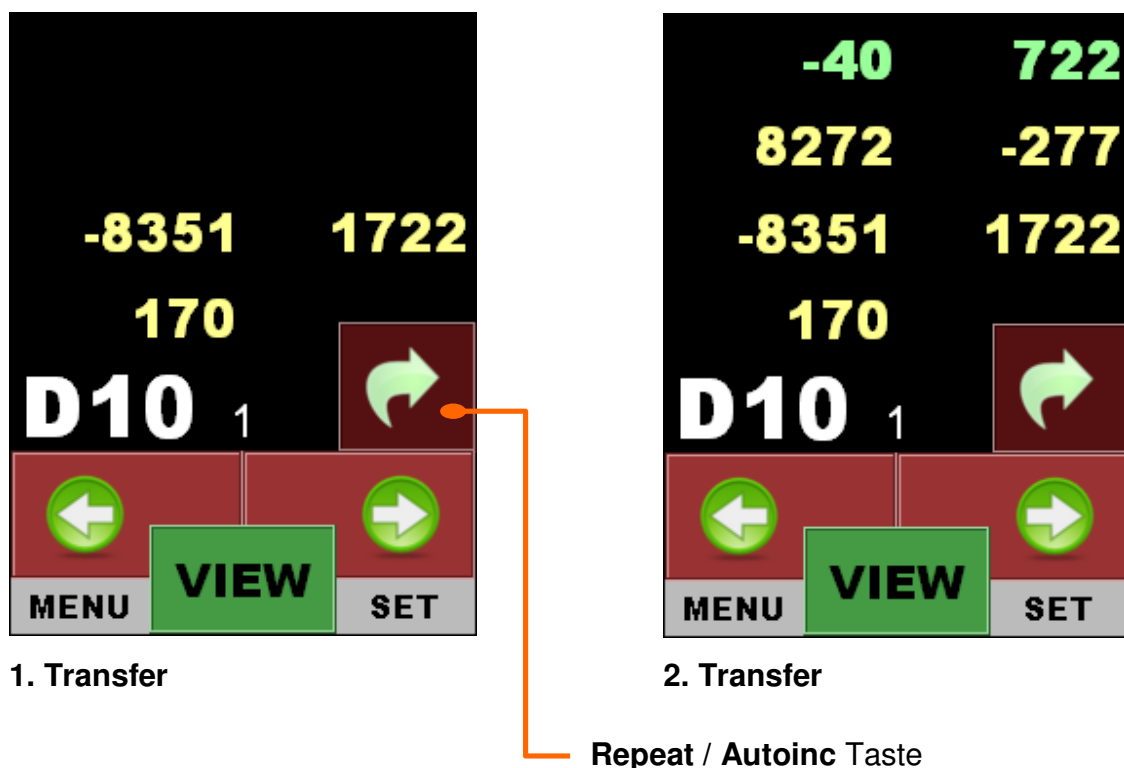 -8351 1722
170
D10 1
VIEW
MENU SET
1. Transfer
-40 722
8272 -277
-8351 1722
170
D10 1
VIEW
MENU SET
2. Transfer
Repeat / Autoinc Taste